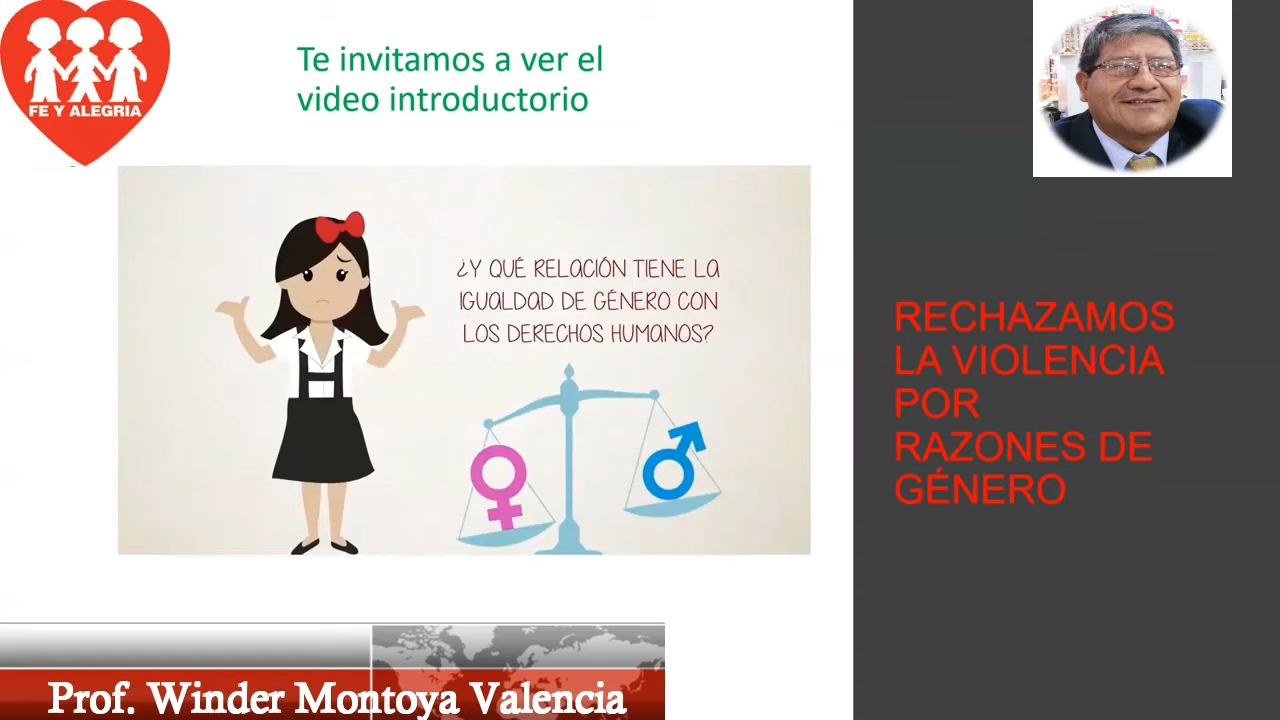 FE Y ALEGRIA
Te invitamos a ver el
video introductorio
¿Y QUÉ RELACIÓN TIENE LA
IGUALDAD DE GÉNERO CON
LOS DERECHOS HUMANOS?
RECHAZAMOS
LA VIOLENCIA
POR
RAZONES DE
GÉNERO
Prof. Winder Montoya Valencia